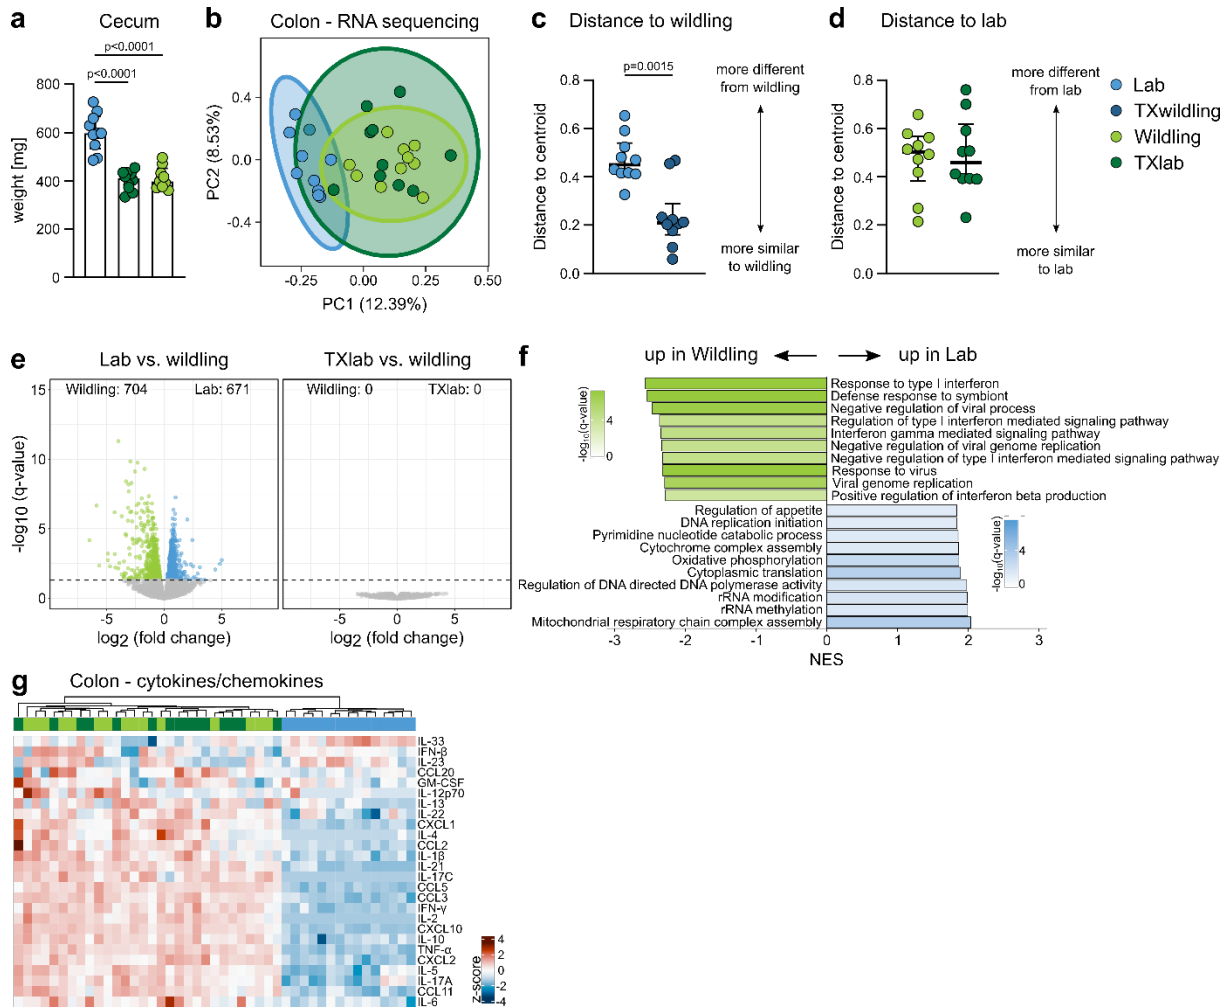 a
Cecum
p<0.0001
p<0.0001
800
600
400
200
0
weight [mg]
b
Colon - RNA sequencing
0.4
0.0
-0.4
PC2 (8.53%)
-0.25
0.00
0.25
0.50
PC1 (12.39%)
c
Distance to wildling
p=0.0015
0.8
0.6
0.4
0.2
0.0
Distance to centroid
more different
from wildling
more similar
to wildling
d
Distance to lab
0.8
0.6
0.4
0.2
0.0
Distance to centroid
more different
from lab
more similar
to lab
Lab
TXwildling
Wildling
TXlab
e
Lab vs. wildling
Wildling: 704
Lab: 671
TXlab vs. wildling
Wildling: 0
TXlab: 0
15
10
5
0
-log10 (q-value)
-5
0
5
log2 (fold change)
-5
0
5
log2 (fold change)
f
up in Wildling
up in Lab
-log10(q-value)
4
0
Response to type I interferon
Defense response to symbiont
Negative regulation of viral process
Regulation of type I interferon mediated signaling pathway
Interferon gamma mediated signaling pathway
Negative regulation of viral genome replication
Negative regulation of type I interferon mediated signaling pathway
Response to virus
Viral genome replication
Positive regulation of interferon beta production
Regulation of appetite
DNA replication initiation
Pyrimidine nucleotide catabolic process
Cytochrome complex assembly
Oxidative phosphorylation
Cytoplasmic translation
Regulation of DNA directed DNA polymerase activity
rRNA modification
rRNA methylation
Mitochondrial respiratory chain complex assembly
-log10(q-value)
4
0
-3
-2
-1
0
1
2
3
NES
g
Colon - cytokines/chemokines
IL-33
IFN-β
IL-23
CCL20
GM-CSF
IL-12p70
IL-13
IL-22
CXCL1
IL-4
CCL2
IL-1β
IL-21
IL-17C
CCL5
CCL3
IFN-γ
IL-2
CXCL10
IL-10
TNF-α
CXCL2
IL-5
IL-17A
CCL11
IL-6
z-score
4
2
0
-2
-4